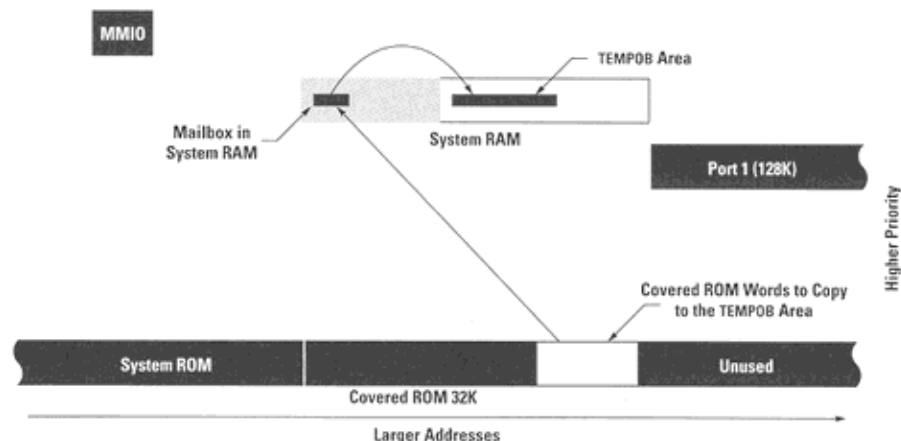 MMIO
TEMPOB Area
Mailbox in
System RAM
System RAM
Port 1 (128K)
Higher Priority
Covered ROM Words to Copy
to the TEMPOB Area
System ROM
Unused
Covered ROM 32K
Larger Addresses